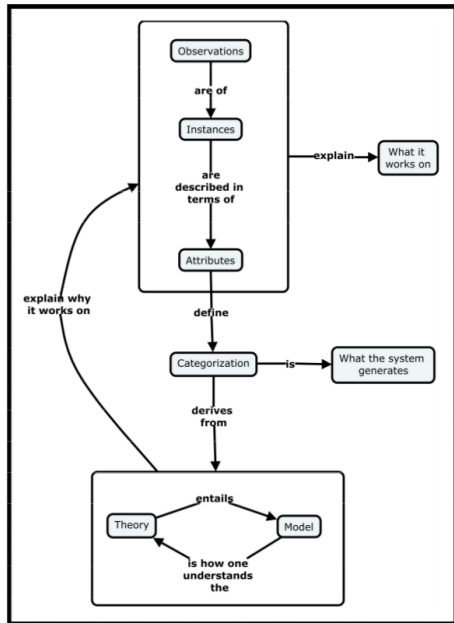 Observations
are of
Instances
are
described in
terms of
Attributes
explain
What it
works on
explain why
it works on
define
Categorization
is
What the system
generates
derives
from
entails
Theory
Model
is how one
understands
the